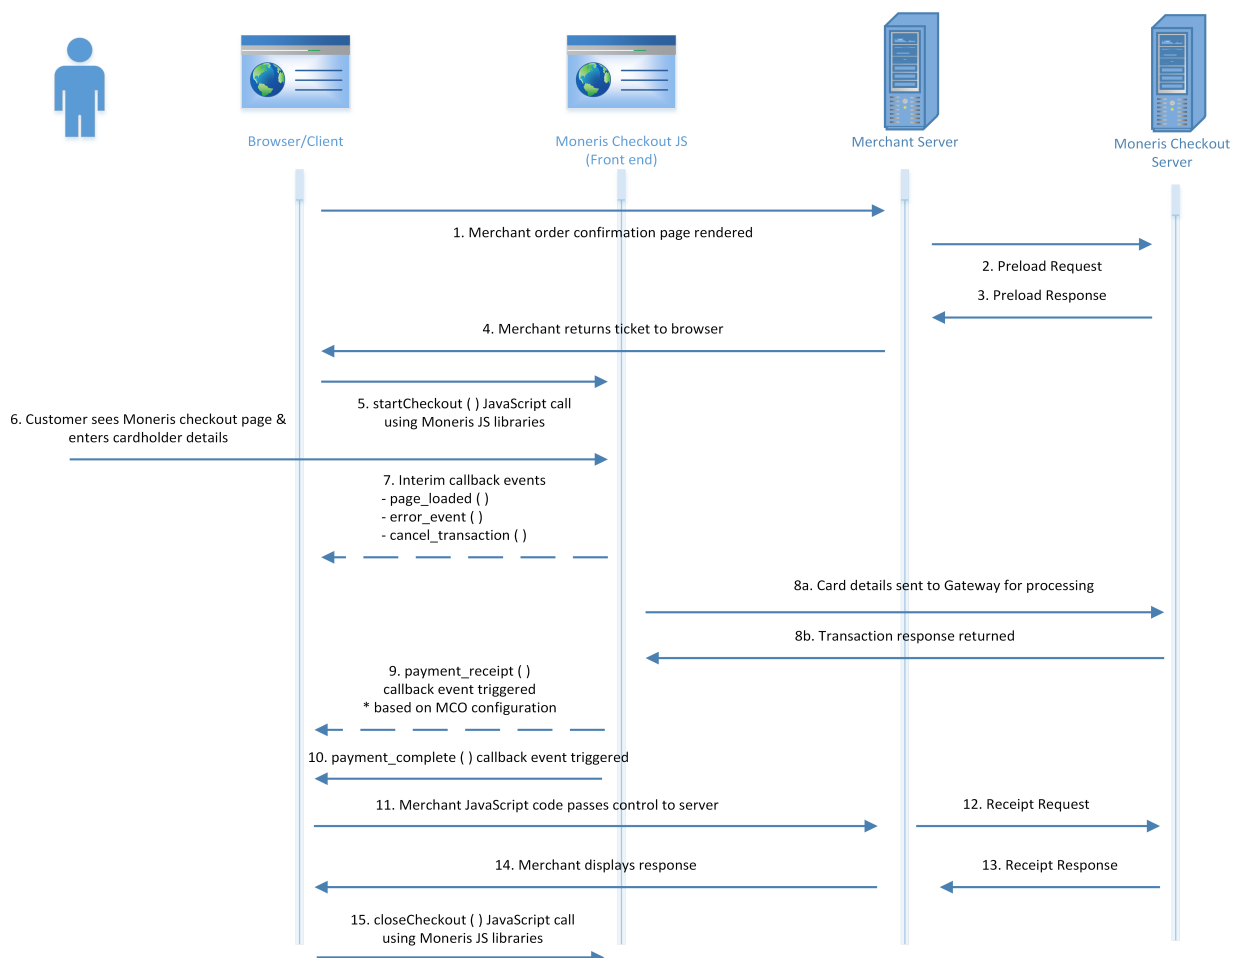 Browser/Client
Moneris Checkout JS
(Front end)
Merchant Server
Moneris Checkout
Server
1. Merchant order confirmation page rendered
2. Preload Request
3. Preload Response
4. Merchant returns ticket to browser
5. startCheckout ( ) JavaScript call
using Moneris JS libraries
6. Customer sees Moneris checkout page &
enters cardholder details
7. Interim callback events
- page_loaded ( )
- error_event ( )
- cancel_transaction ( )
8a. Card details sent to Gateway for processing
8b. Transaction response returned
9. payment_receipt ( )
callback event triggered
* based on MCO configuration
10. payment_complete ( ) callback event triggered
11. Merchant JavaScript code passes control to server
12. Receipt Request
14. Merchant displays response
13. Receipt Response
15. closeCheckout ( ) JavaScript call
using Moneris JS libraries